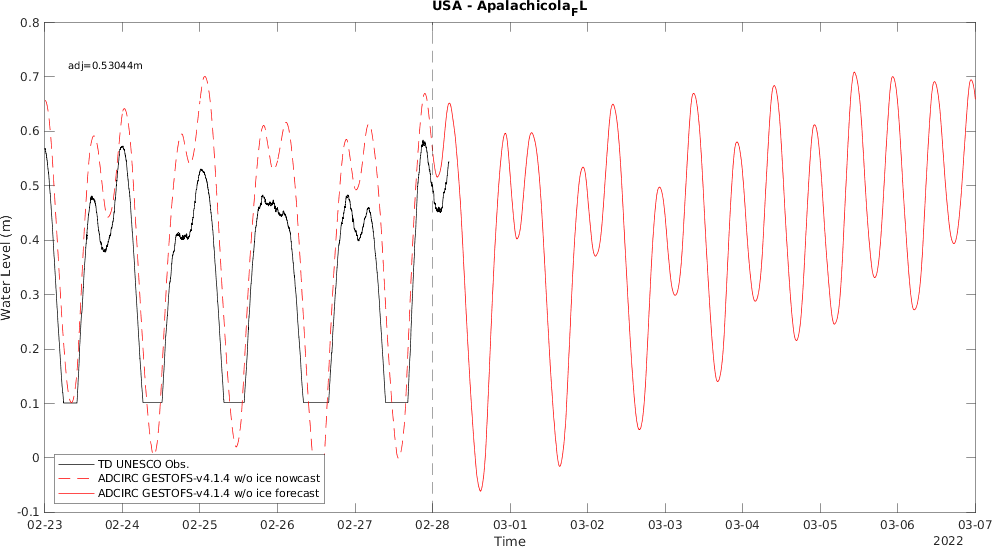 USA - Apalachicola_FL
0.8
0.7
0.6
0.5
0.4
0.3
0.2
0.1
0
-0.1
Water Level (m)
adj=0.53044m
TD UNESCO Obs.
ADCIRC GESTOFS-v4.1.4 w/o ice nowcast
ADCIRC GESTOFS-v4.1.4 w/o ice forecast
02-23 02-24 02-25 02-26 02-27 02-28 03-01 03-02 03-03 03-04 03-05 03-06 03-07
Time
2022